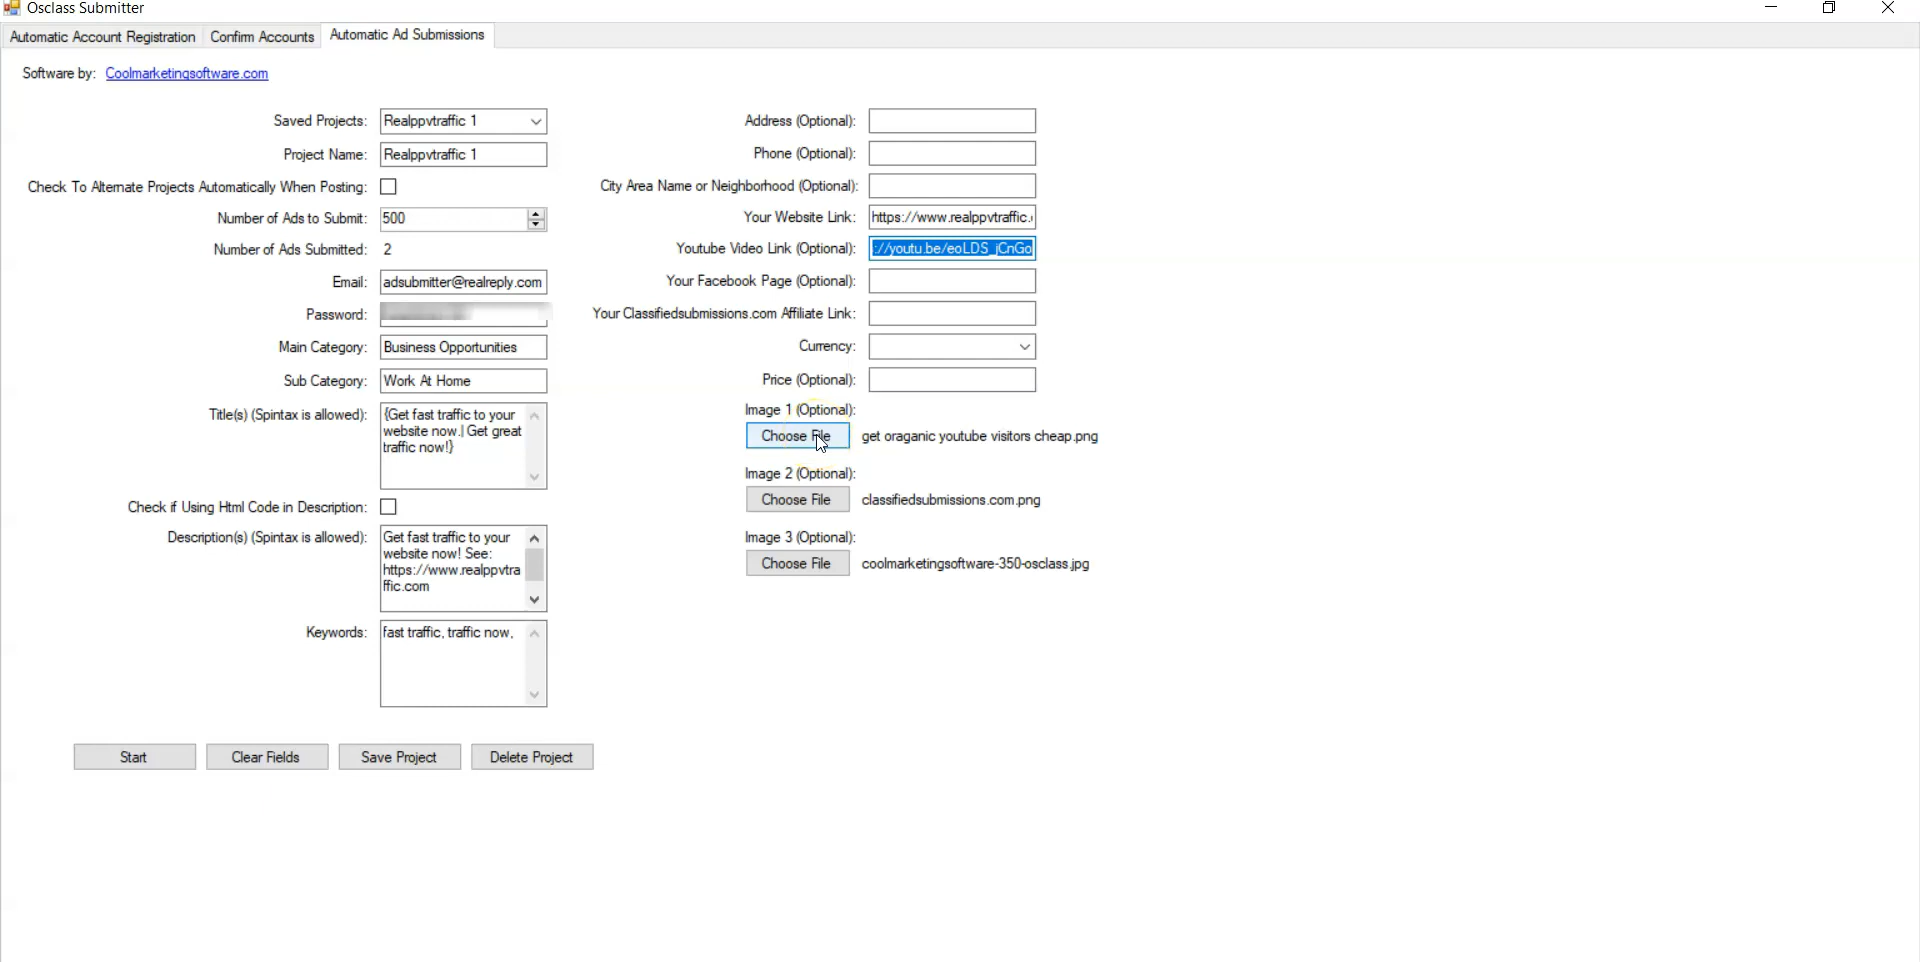 Osclass Submitter
Automatic Account Registration
Confirm Accounts
Automatic Ad Submissions
Software by: Coolmarketingsoftware.com
Saved Projects: Realppvtraffic 1
Project Name: Realppvtraffic 1
Check To Alternate Projects Automatically When Posting:
Number of Ads to Submit: 500
Number of Ads Submitted: 2
Email: adsubmitter@realreply.com
Password:
Main Category: Business Opportunities
Sub Category: Work At Home
Title(s) (Spintax is allowed):
{Get fast traffic to your
website now.| Get great
traffic now!}
Check if Using Html Code in Description:
Description(s) (Spintax is allowed):
Get fast traffic to your
website now! See:
https://www.realppvtra
ffic.com
Keywords: fast traffic, traffic now,
Start
Clear Fields
Save Project
Delete Project
Address (Optional):
Phone (Optional):
City Area Name or Neighborhood (Optional):
Your Website Link: https://www.realppvtraffic.
Youtube Video Link (Optional): ://youtu.be/eoLDS_jCnGo
Your Facebook Page (Optional):
Your Classifiedsubmissions.com Affiliate Link:
Currency:
Price (Optional):
Image 1 (Optional):
Choose File get oraganic youtube visitors cheap.png
Image 2 (Optional):
Choose File classifiedsubmissions.com.png
Image 3 (Optional):
Choose File coolmarketingsoftware-350-osclass.jpg